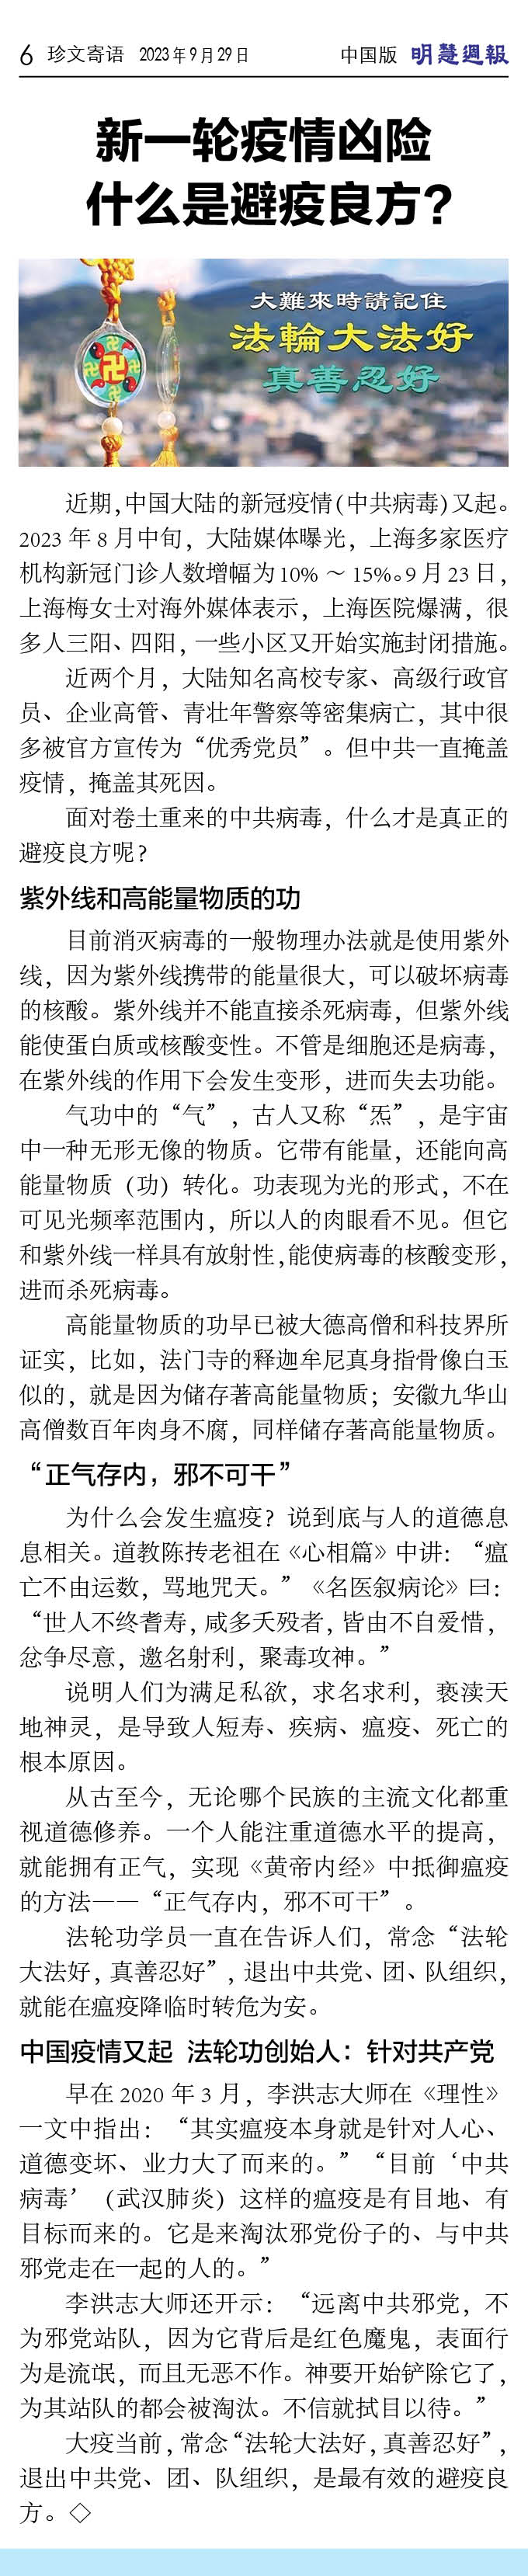 6 珍文寄语 2023年9月29日 中国版 明慧週報
新一轮疫情凶险
什么是避疫良方?
大難來時請記住
法輪大法好
真善忍好
近期,中国大陆的新冠疫情(中共病毒)又起。
2023 年 8 月中旬，大陆媒体曝光，上海多家医疗
机构新冠门诊人数增幅为10% ～ 15%。9 月 23 日，
上海梅女士对海外媒体表示，上海医院爆满，很
多人三阳、四阳，一些小区又开始实施封闭措施。
近两个月，大陆知名高校专家、高级行政官
员、企业高管、青壮年警察等密集病亡，其中很
多被官方宣传为“优秀党员”。但中共一直掩盖
疫情，掩盖其死因。
面对卷土重来的中共病毒，什么才是真正的
避疫良方呢？
紫外线和高能量物质的功
目前消灭病毒的一般物理办法就是使用紫外
线，因为紫外线携带的能量很大，可以破坏病毒
的核酸。紫外线并不能直接杀死病毒，但紫外线
能使蛋白质或核酸变性。不管是细胞还是病毒，
在紫外线的作用下会发生变形，进而失去功能。
气功中的“气”，古人又称“炁”，是宇宙
中一种无形无像的物质。它带有能量，还能向高
能量物质（功）转化。功表现为光的形式，不在
可见光频率范围内，所以人的肉眼看不见。但它
和紫外线一样具有放射性,能使病毒的核酸变形，
进而杀死病毒。
高能量物质的功早已被大德高僧和科技界所
证实，比如，法门寺的释迦牟尼真身指骨像白玉
似的，就是因为储存著高能量物质；安徽九华山
高僧数百年肉身不腐，同样储存著高能量物质。
“正气存内，邪不可干”
为什么会发生瘟疫？说到底与人的道德息
息相关。道教陈抟老祖在《心相篇》中讲：“瘟
亡不由运数，骂地咒天。”《名医叙病论》曰：
“世人不终耆寿，咸多夭殁者，皆由不自爱惜，
忿争尽意，邀名射利，聚毒攻神。”
说明人们为满足私欲，求名求利，亵渎天
地神灵，是导致人短寿、疾病、瘟疫、死亡的
根本原因。
从古至今，无论哪个民族的主流文化都重
视道德修养。一个人能注重道德水平的提高，
就能拥有正气，实现《黄帝内经》中抵御瘟疫
的方法——“正气存内，邪不可干”。
法轮功学员一直在告诉人们，常念“法轮
大法好，真善忍好”，退出中共党、团、队组织，
就能在瘟疫降临时转危为安。
中国疫情又起 法轮功创始人：针对共产党
早在 2020 年 3 月，李洪志大师在《理性》
一文中指出：“其实瘟疫本身就是针对人心、
道德变坏、业力大了而来的。”“目前‘中共
病毒’（武汉肺炎）这样的瘟疫是有目地、有
目标而来的。它是来淘汰邪党份子的、与中共
邪党走在一起的人的。”
李洪志大师还开示：“远离中共邪党，不
为邪党站队，因为它背后是红色魔鬼，表面行
为是流氓，而且无恶不作。神要开始铲除它了，
为其站队的都会被淘汰。不信就拭目以待。”
大疫当前，常念“法轮大法好，真善忍好”，
退出中共党、团、队组织，是最有效的避疫良
方。◇